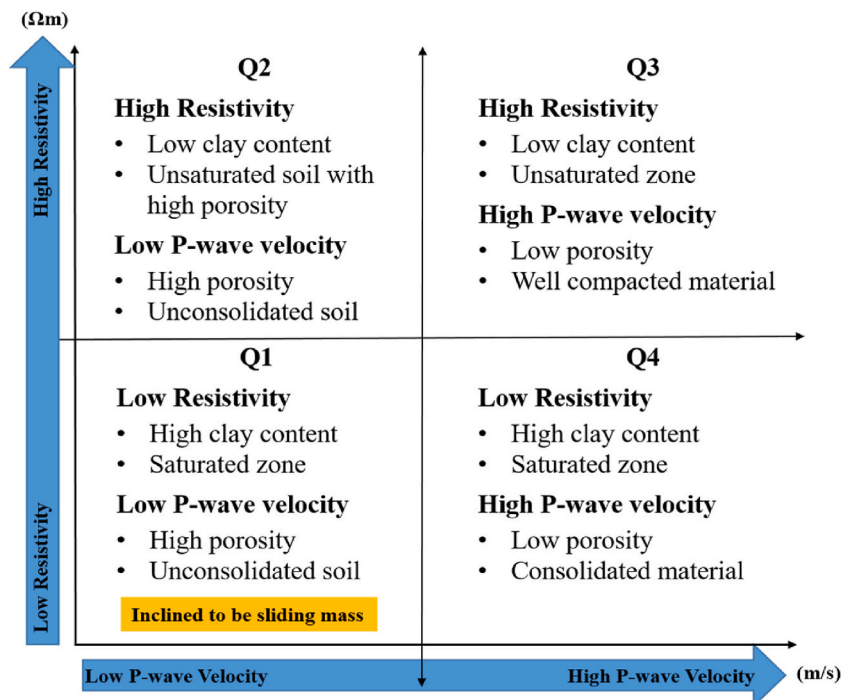 (Ωm)
High Resistivity
Low Resistivity
Q2
High Resistivity
• Low clay content
• Unsaturated soil with
high porosity
Low P-wave velocity
• High porosity
• Unconsolidated soil
Q3
High Resistivity
• Low clay content
• Unsaturated zone
High P-wave velocity
• Low porosity
• Well compacted material
Q1
Low Resistivity
• High clay content
• Saturated zone
Low P-wave velocity
• High porosity
• Unconsolidated soil
Inclined to be sliding mass
Q4
Low Resistivity
• High clay content
• Saturated zone
High P-wave velocity
• Low porosity
• Consolidated material
Low P-wave Velocity
High P-wave Velocity
(m/s)